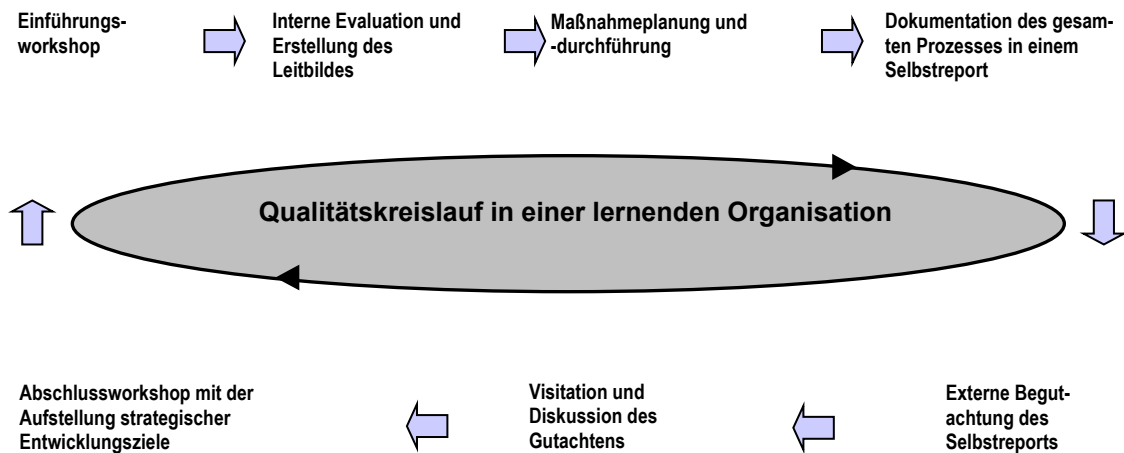 Einführungs-
workshop
Interne Evaluation und
Erstellung des
Leitbildes
Maßnahmeplanung und
-durchführung
Dokumentation des gesam-
ten Prozesses in einem
Selbstreport
Qualitätskreislauf in einer lernenden Organisation
Abschlussworkshop mit der
Aufstellung strategischer
Entwicklungsziele
Visitation und
Diskussion des
Gutachtens
Externe Begut-
achtung des
Selbstreports